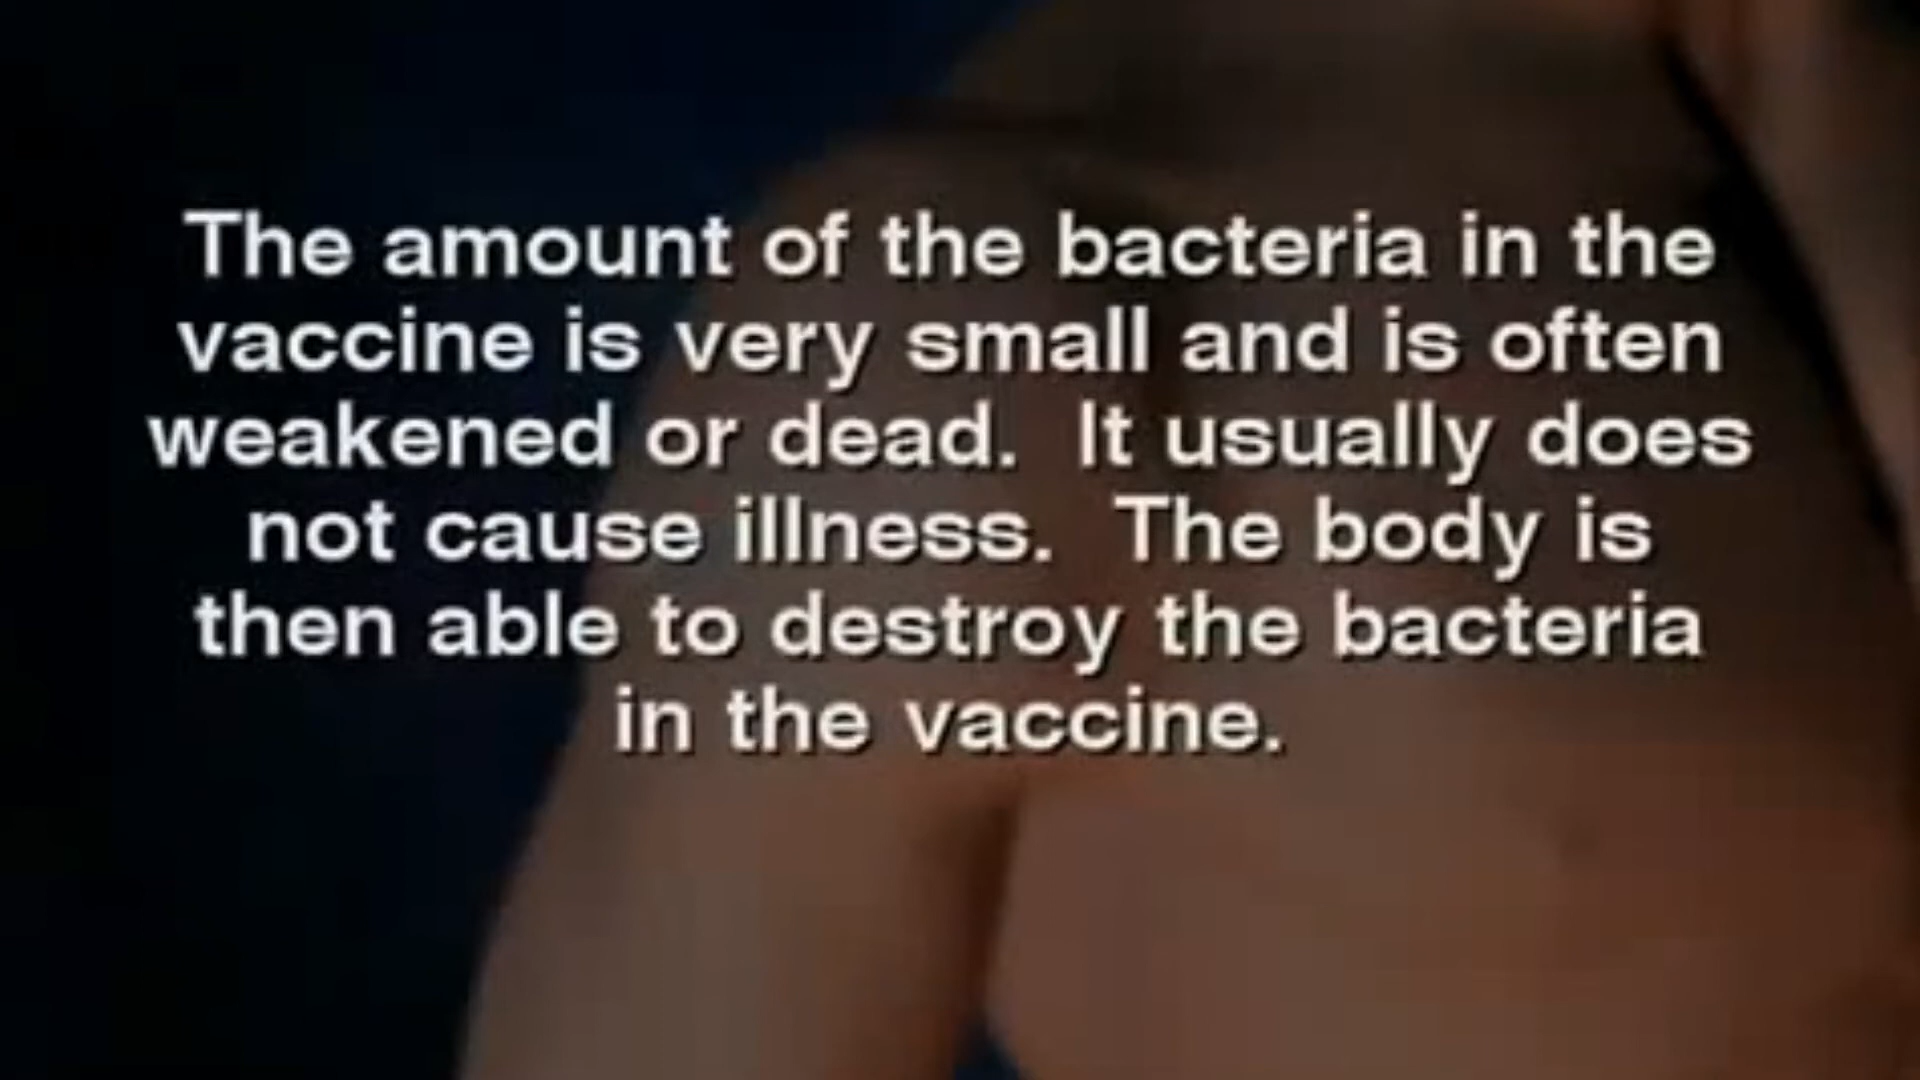 The amount of the bacteria in the
vaccine is very small and is often
weakened or dead.  It usually does
not cause illness.  The body is
then able to destroy the bacteria
in the vaccine.